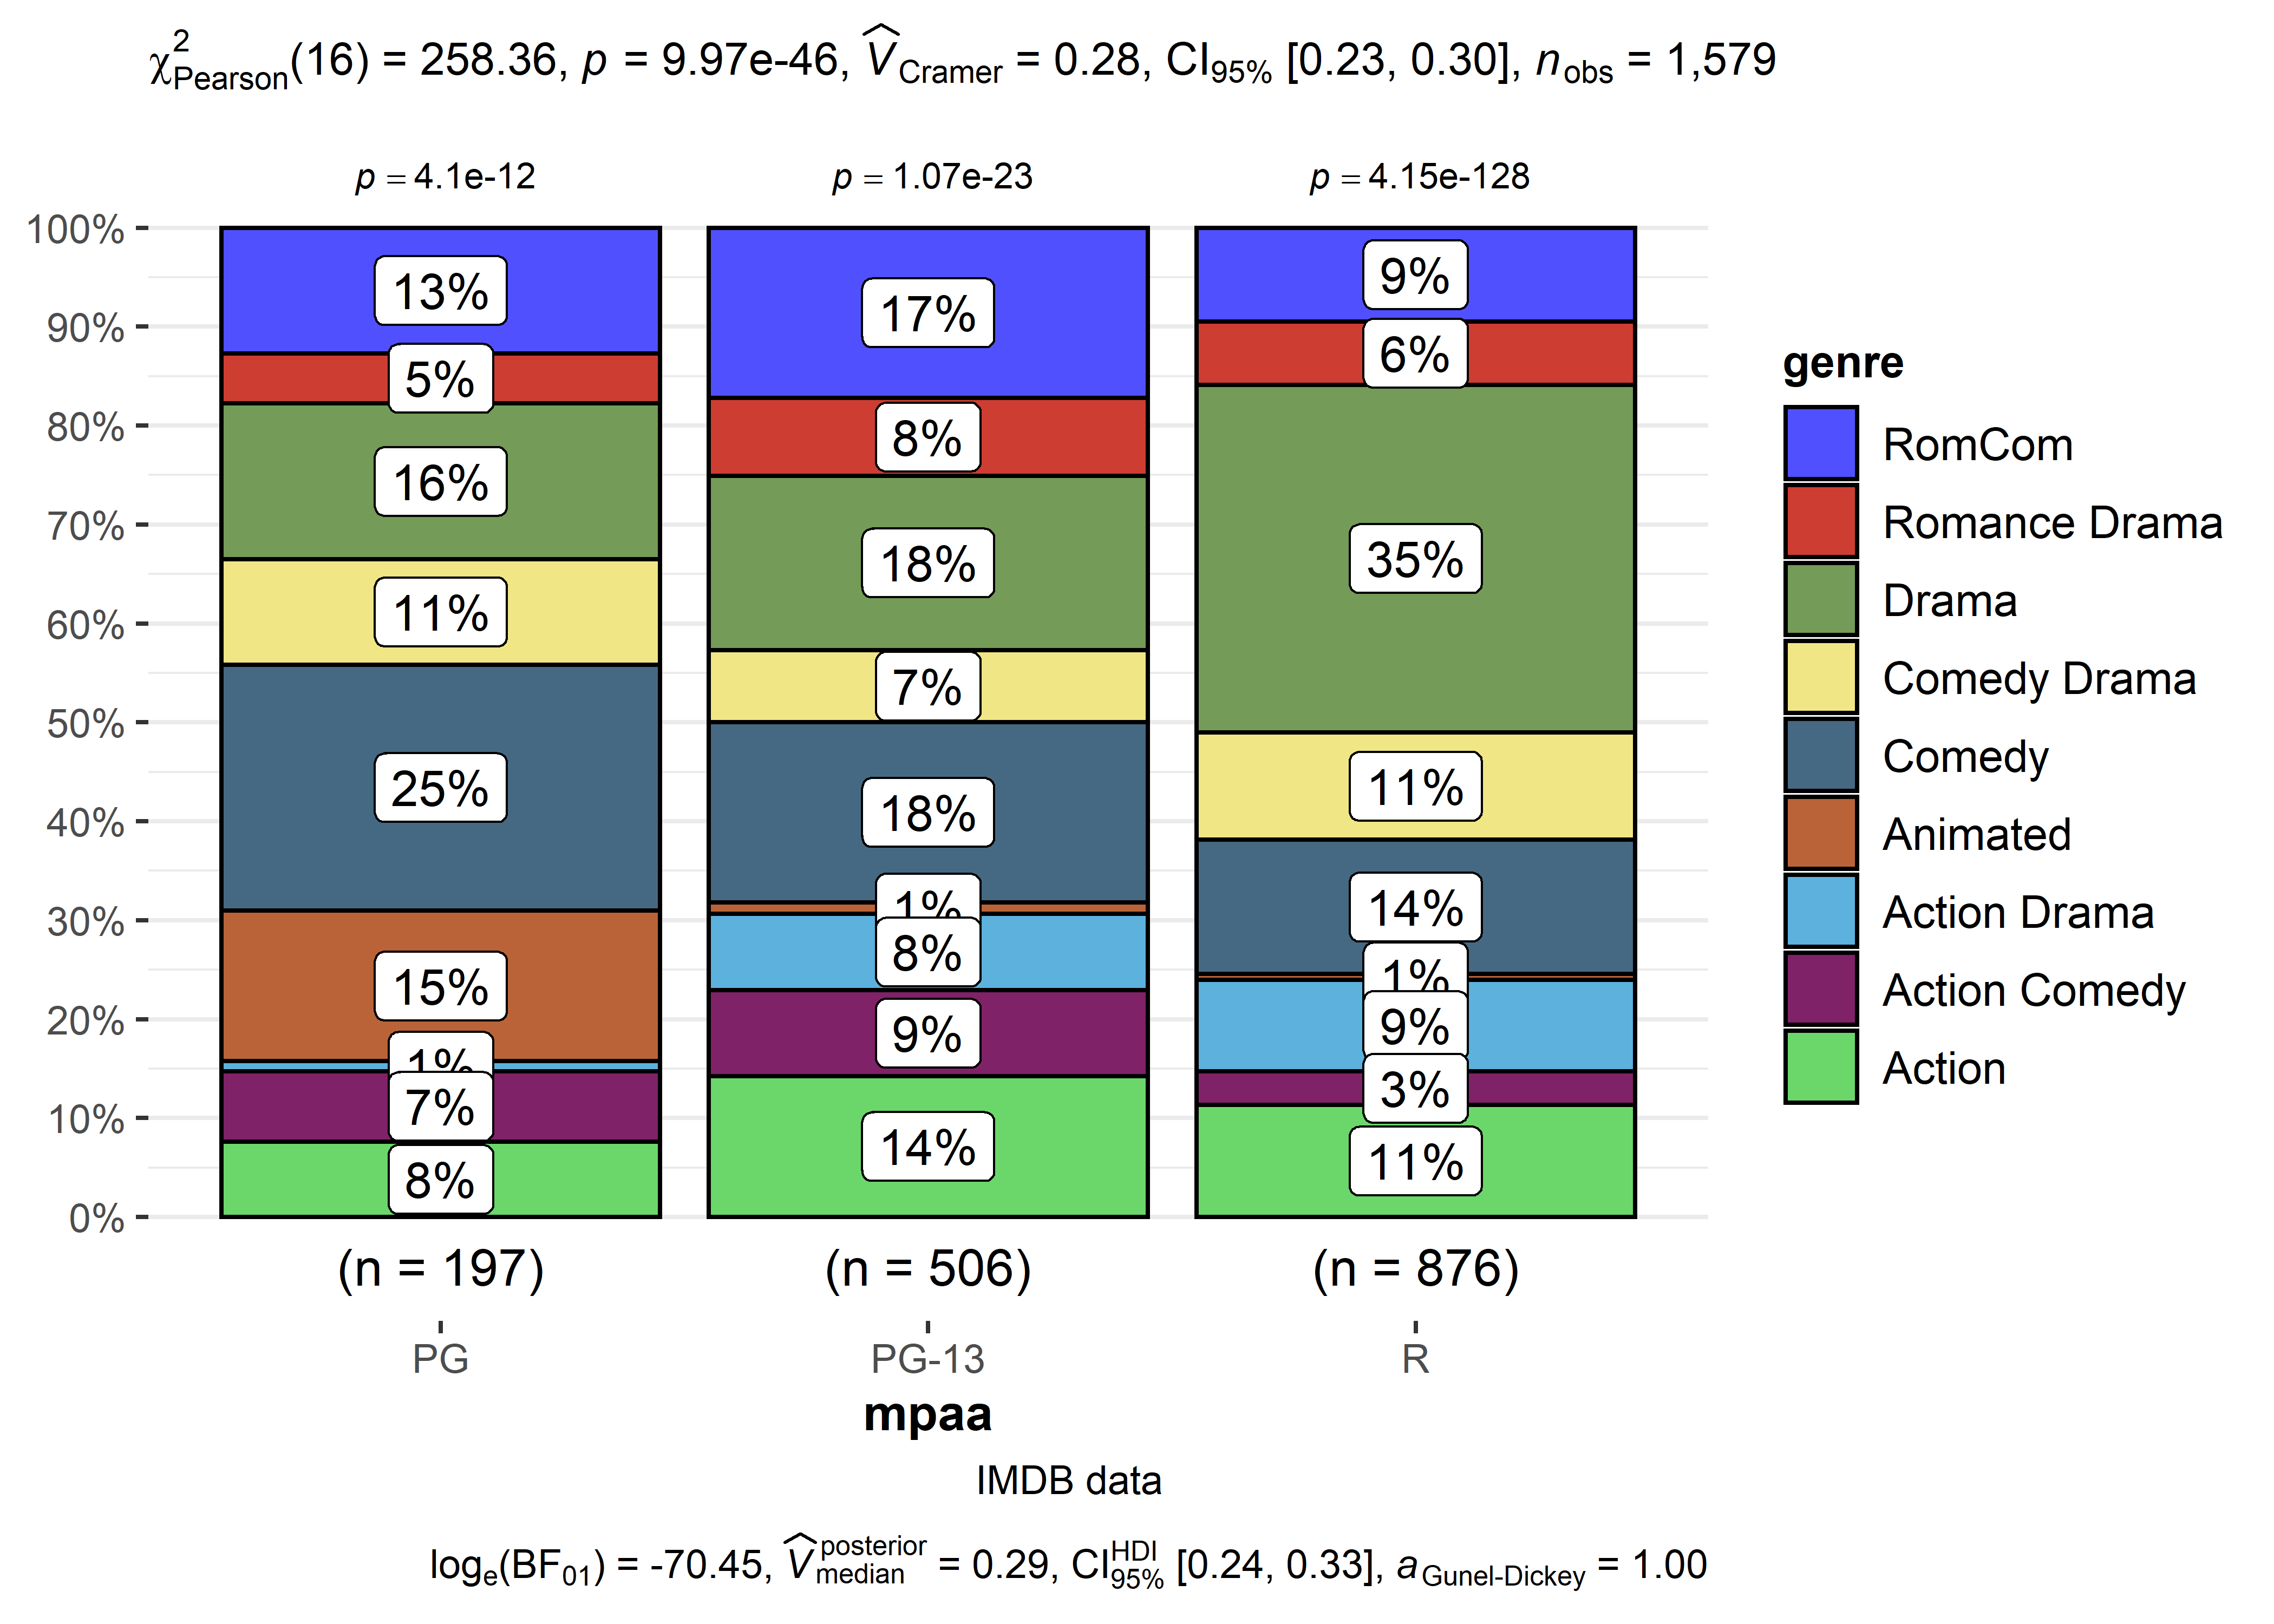 χ²Pearson(16) = 258.36, p = 9.97e-46, V̂Cramer = 0.28, CI95% [0.23, 0.30], nobs = 1,579
p = 4.1e-12 p = 1.07e-23 p = 4.15e-128
100%
90%
80%
70%
60%
50%
40%
30%
20%
10%
0%
13%
5%
16%
11%
25%
15%
1%
7%
8%
17%
8%
18%
7%
18%
1%
8%
9%
14%
9%
6%
35%
11%
14%
1%
9%
3%
11%
(n = 197) (n = 506) (n = 876)
PG PG-13 R
mpaa
genre
RomCom
Romance Drama
Drama
Comedy Drama
Comedy
Animated
Action Drama
Action Comedy
Action
IMDB data
loge(BF01) = -70.45, V̂posterior median = 0.29, CIHDI 95% [0.24, 0.33], aGunel-Dickey = 1.00